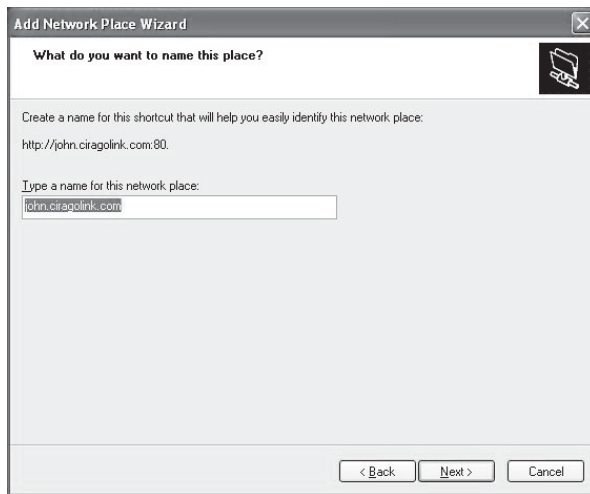 Add Network Place Wizard
What do you want to name this place?
Create a name for this shortcut that will help you easily identify this network place:
http://john.ciragolink.com:80.
Type a name for this network place:
john.ciragolink.com
< Back
Next >
Cancel